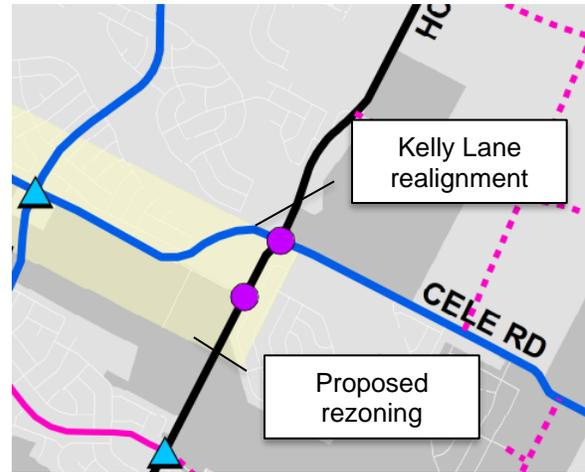 HO
Kelly Lane
realignment
CELE RD
Proposed
rezoning